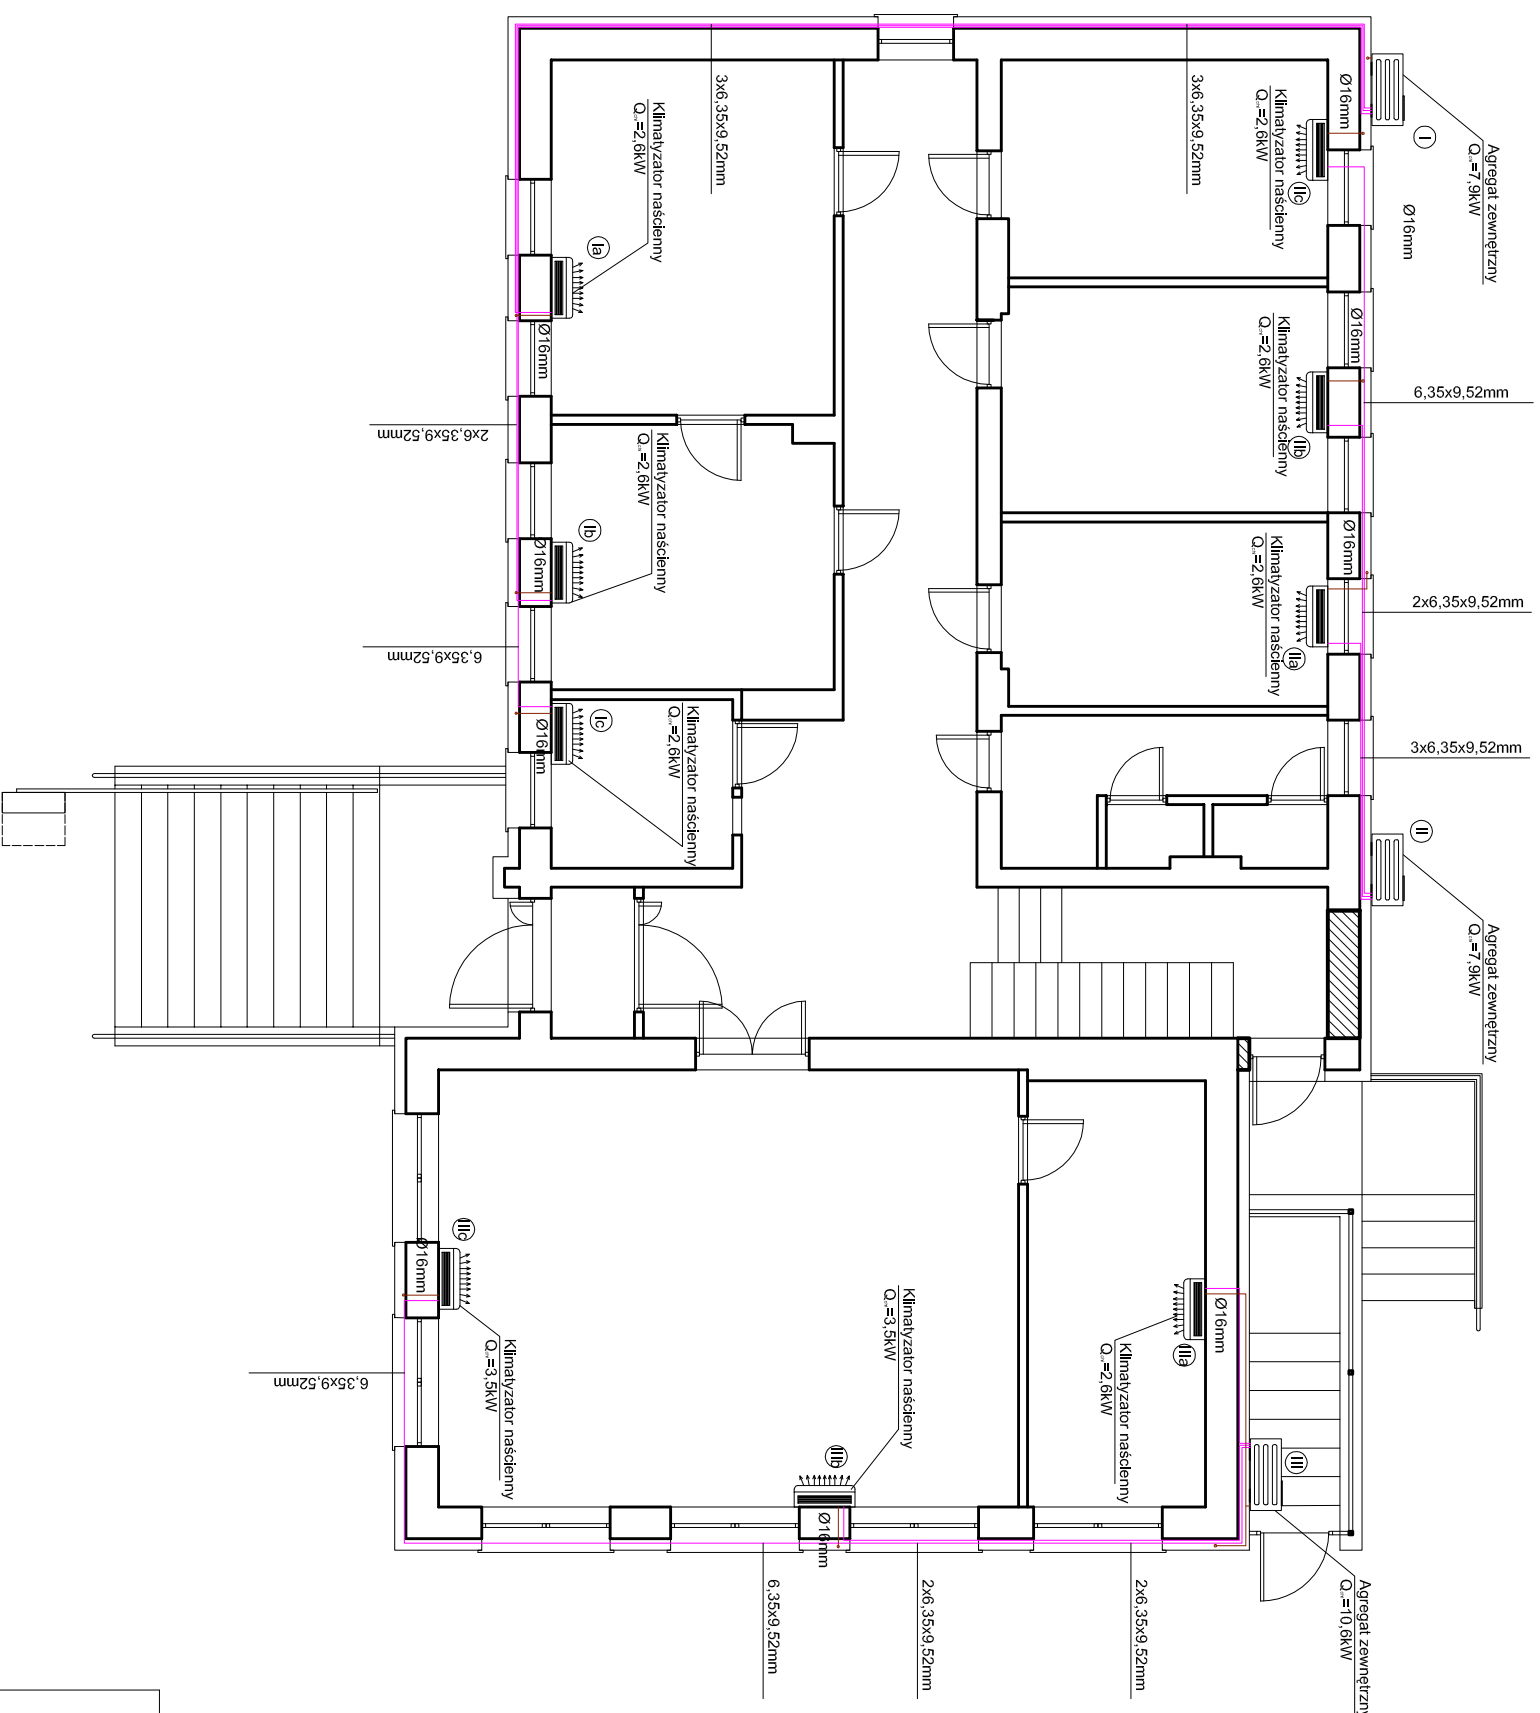 3x6,35x9,52mm
3x6,35x9,52mm
Klimatyzator naścienny
Q=2,6kW
Ia
Ø16mm
Klimatyzator naścienny
Q=2,6kW
IIc
Ø16mm
I
Agregat zewnętrzny
Q=7,9kW
Ø16mm
Klimatyzator naścienny
Q=2,6kW
IIb
Ø16mm
6,35x9,52mm
2x6,35x9,52mm
Klimatyzator naścienny
Q=2,6kW
Ib
Ø16mm
Klimatyzator naścienny
Q=2,6kW
IIa
Ø16mm
2x6,35x9,52mm
6,35x9,52mm
Klimatyzator naścienny
Q=2,6kW
Ic
Ø16mm
3x6,35x9,52mm
II
Agregat zewnętrzny
Q=7,9kW
IIIc
Ø16mm
Klimatyzator naścienny
Q=3,5kW
6,35x9,52mm
Klimatyzator naścienny
Q=3,5kW
IIIb
Ø16mm
Ø16mm
IIIa
Klimatyzator naścienny
Q=2,6kW
III
Agregat zewnętrzny
Q=10,6kW
6,35x9,52mm
2x6,35x9,52mm
2x6,35x9,52mm